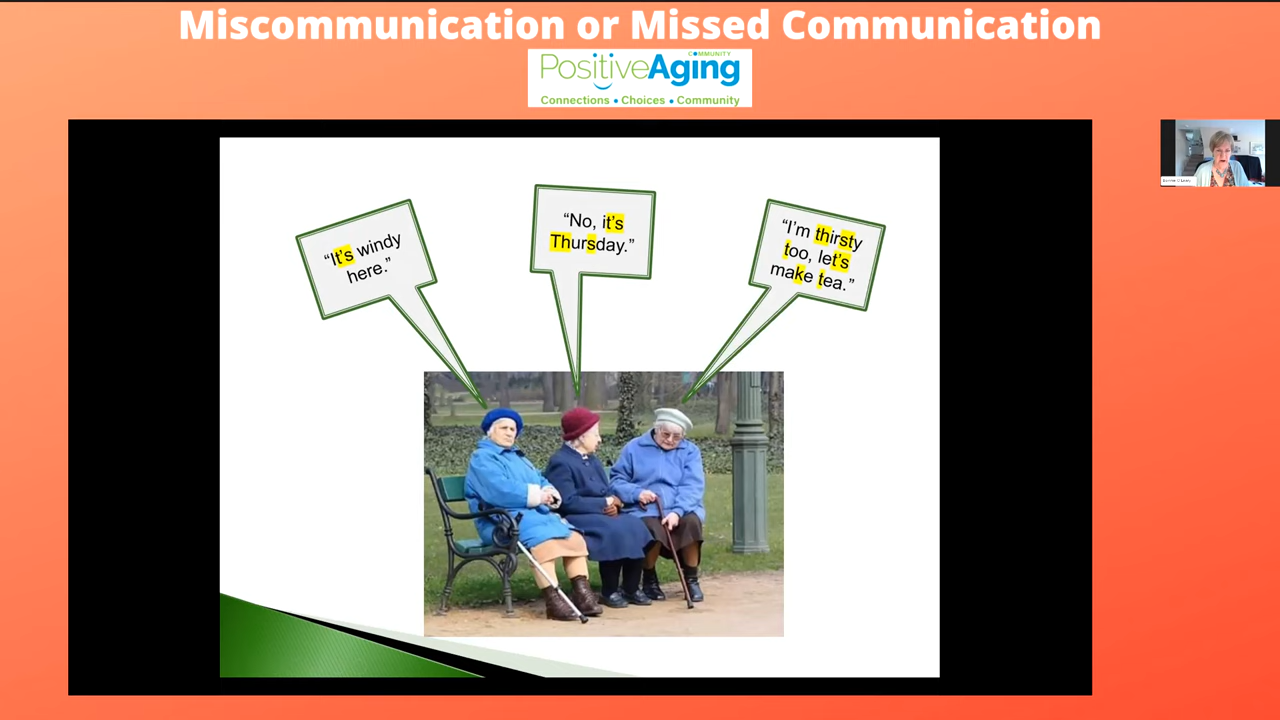 Miscommunication or Missed Communication
COMMUNITY
PositiveAging
Connections • Choices • Community
“It’s windy
here.”
“No, it’s
Thursday.”
“I’m thirsty
too, let’s
make tea.”